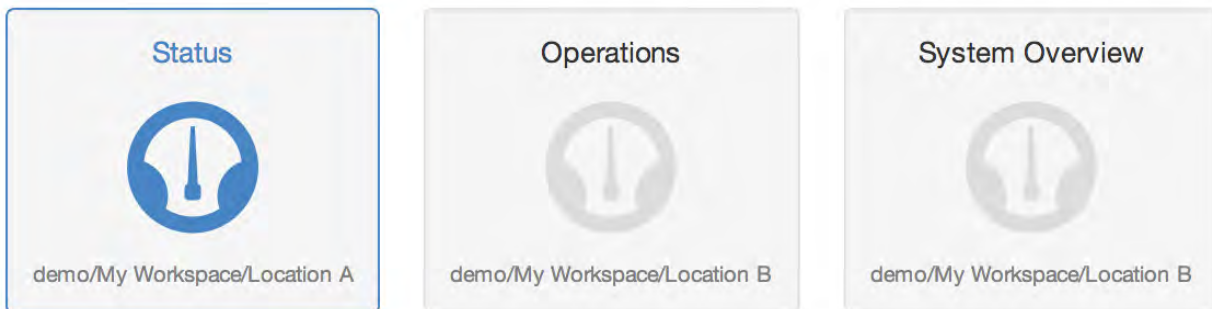 Status
demo/My Workspace/Location A
Operations
demo/My Workspace/Location B
System Overview
demo/My Workspace/Location B